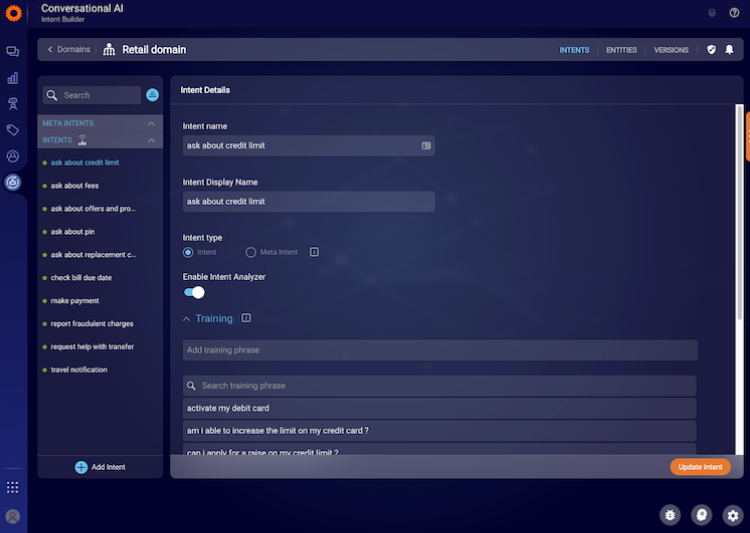 Conversational AI
Intent Builder
Domains
Retail domain
INTENTS
ENTITIES
VERSIONS
Search
META INTENTS
INTENTS
ask about credit limit
ask about fees
ask about offers and pro...
ask about pin
ask about replacement c...
check bill due date
make payment
report fraudulent charges
request help with transfer
travel notification
Add Intent
Intent Details
Intent name
ask about credit limit
Intent Display Name
ask about credit limit
Intent type
Intent
Meta Intent
Enable Intent Analyzer
Training
Add training phrase
Search training phrase
activate my debit card
am i able to increase the limit on my credit card ?
can i apply for a raise on my credit limit ?
Update Intent